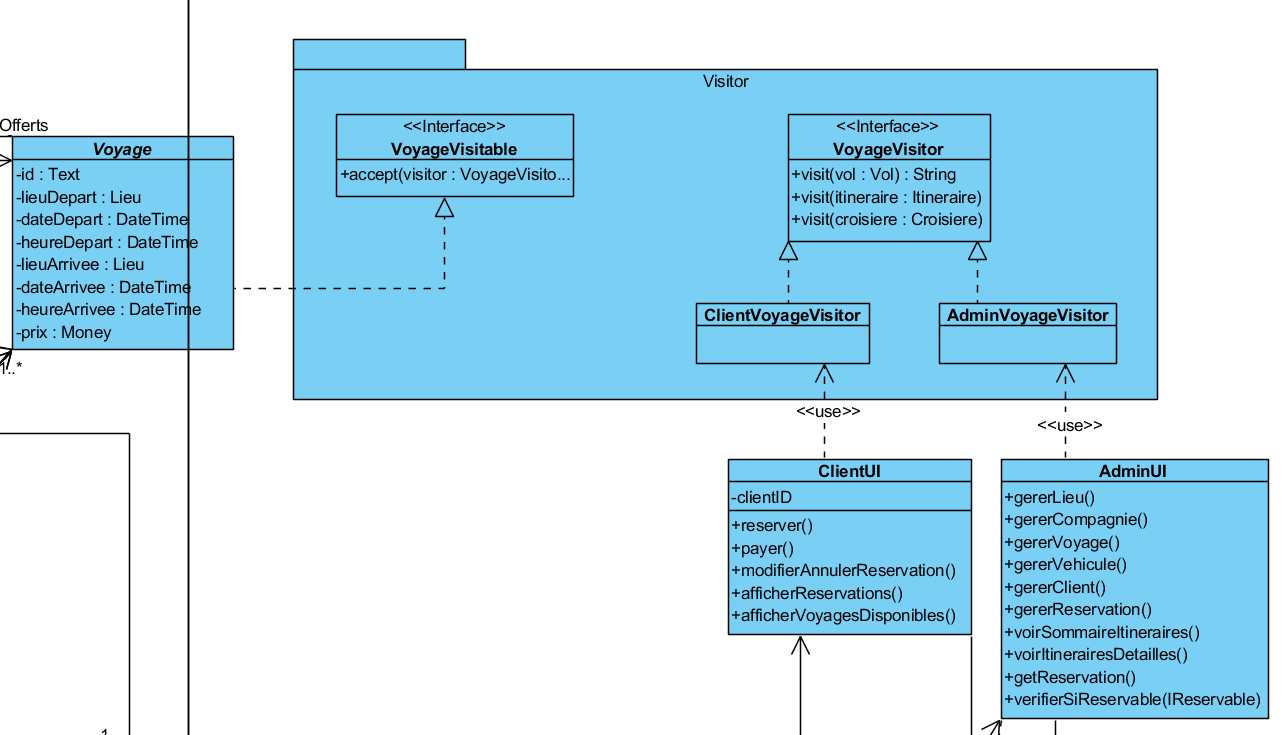 Visitor
Offerts
Voyage
-id : Text
-lieuDepart : Lieu
-dateDepart : DateTime
-heureDepart : DateTime
-lieuArrivee : Lieu
-dateArrivee : DateTime
-heureArrivee : DateTime
-prix : Money
1..*
<<Interface>>
VoyageVisitable
+accept(visitor : VoyageVisito...
<<Interface>>
VoyageVisitor
+visit(vol : Vol) : String
+visit(itineraire : Itineraire)
+visit(croisiere : Croisiere)
ClientVoyageVisitor
AdminVoyageVisitor
<<use>>
<<use>>
ClientUI
-clientID
+reserver()
+payer()
+modifierAnnulerReservation()
+afficherReservations()
+afficherVoyagesDisponibles()
AdminUI
+gererLieu()
+gererCompagnie()
+gererVoyage()
+gererVehicule()
+gererClient()
+gererReservation()
+voirSommaireItineraires()
+voirItinerairesDetailles()
+getReservation()
+verifierSiReservable(IReservable)
1